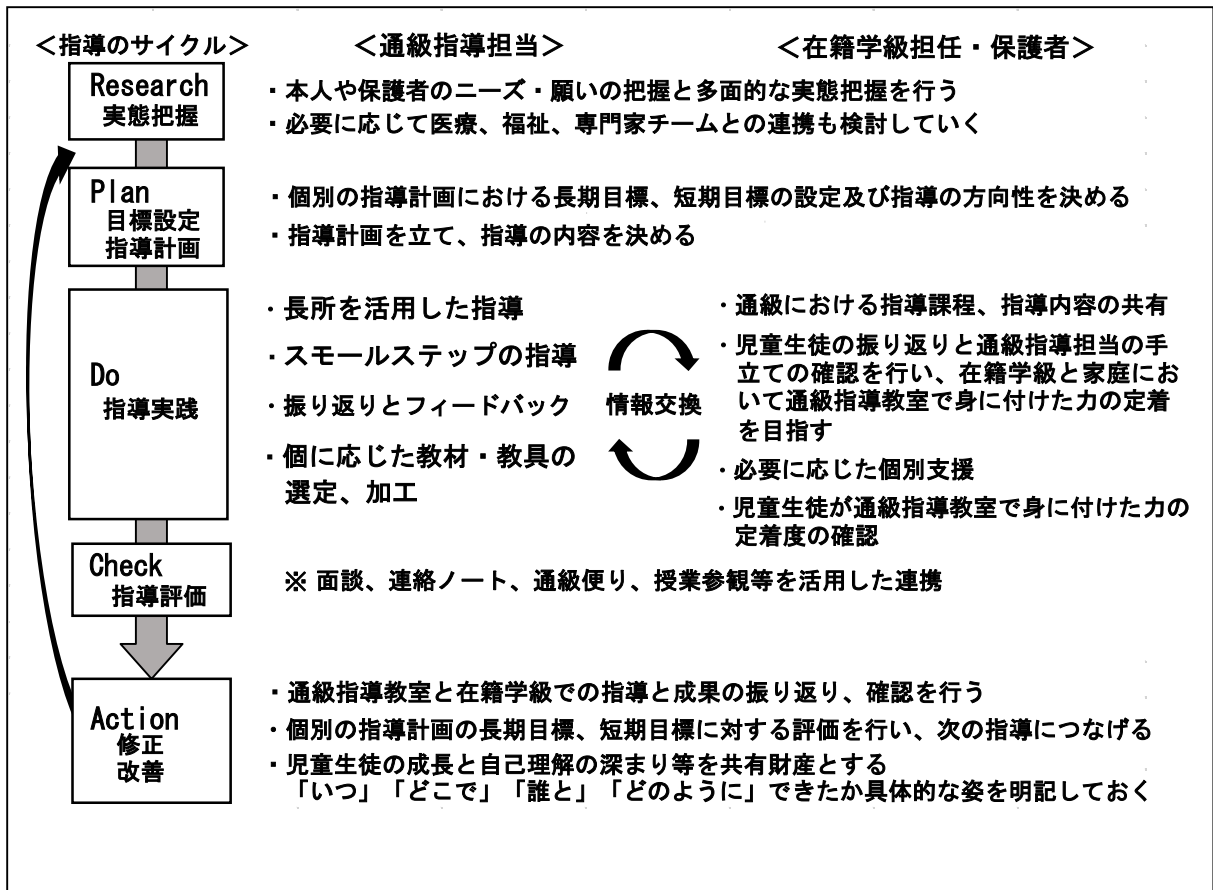 ＜指導のサイクル＞
＜通級指導担当＞
＜在籍学級担任・保護者＞
Research
実態把握
・本人や保護者のニーズ・願いの把握と多面的な実態把握を行う
・必要に応じて医療、福祉、専門家チームとの連携も検討していく
Plan
目標設定
指導計画
・個別の指導計画における長期目標、短期目標の設定及び指導の方向性を決める
・指導計画を立て、指導の内容を決める
Do
指導実践
・長所を活用した指導
・スモールステップの指導
・振り返りとフィードバック
・個に応じた教材・教具の
選定、加工
情報交換
・通級における指導課程、指導内容の共有
・児童生徒の振り返りと通級指導担当の手
立ての確認を行い、在籍学級と家庭にお
いて通級指導教室で身に付けた力の定着
を目指す
・必要に応じた個別支援
・児童生徒が通級指導教室で身に付けた力の
定着度の確認
Check
指導評価
※ 面談、連絡ノート、通級便り、授業参観等を活用した連携
Action
修正
改善
・通級指導教室と在籍学級での指導と成果の振り返り、確認を行う
・個別の指導計画の長期目標、短期目標に対する評価を行い、次の指導につなげる
・児童生徒の成長と自己理解の深まり等を共有財産とする
「いつ」「どこで」「誰と」「どのように」できたか具体的な姿を明記しておく